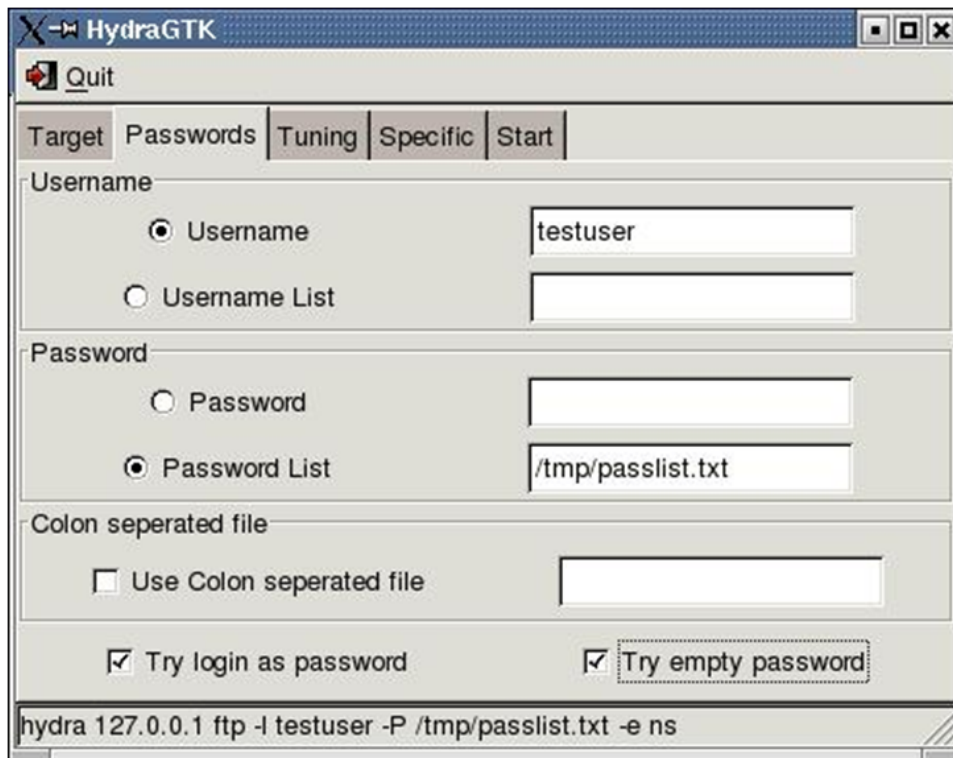 HydraGTK
Quit
Target Passwords Tuning Specific Start
Username
Username testuser
Username List
Password
Password
Password List /tmp/passlist.txt
Colon seperated file
Use Colon seperated file
Try login as password Try empty password
hydra 127.0.0.1 ftp -l testuser -P /tmp/passlist.txt -e ns